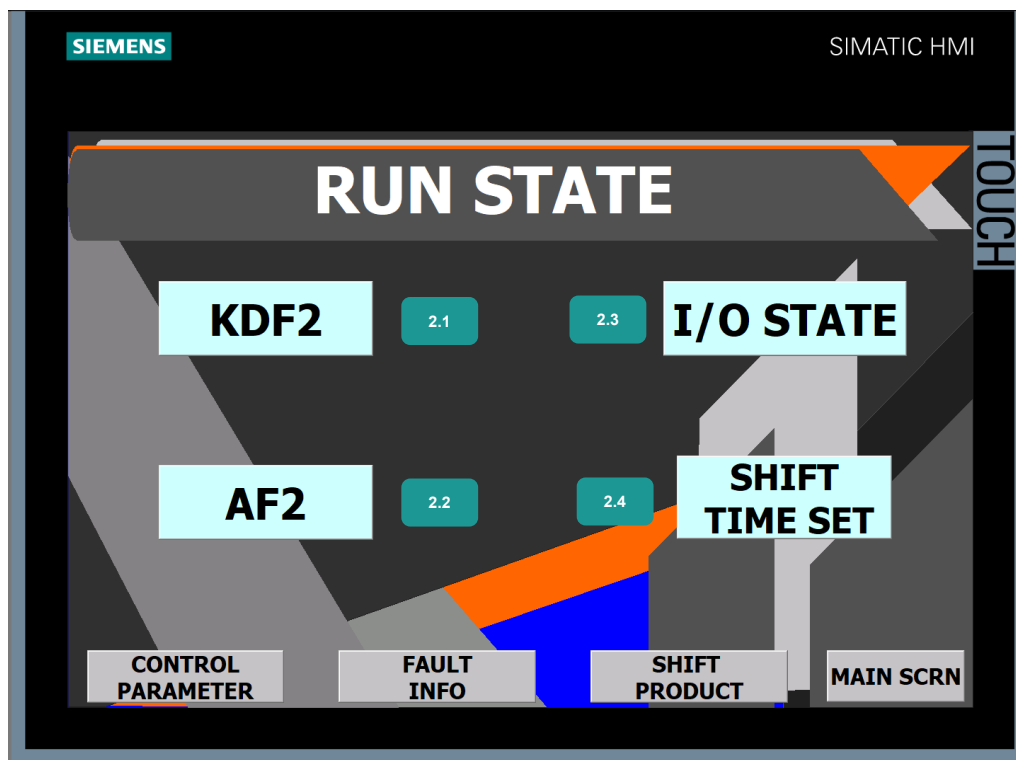 SIEMENS
SIMATIC HMI
TOUCH
RUN STATE
KDF2
2.1
2.3
I/O STATE
AF2
2.2
2.4
SHIFT
TIME SET
CONTROL
PARAMETER
FAULT
INFO
SHIFT
PRODUCT
MAIN SCRN